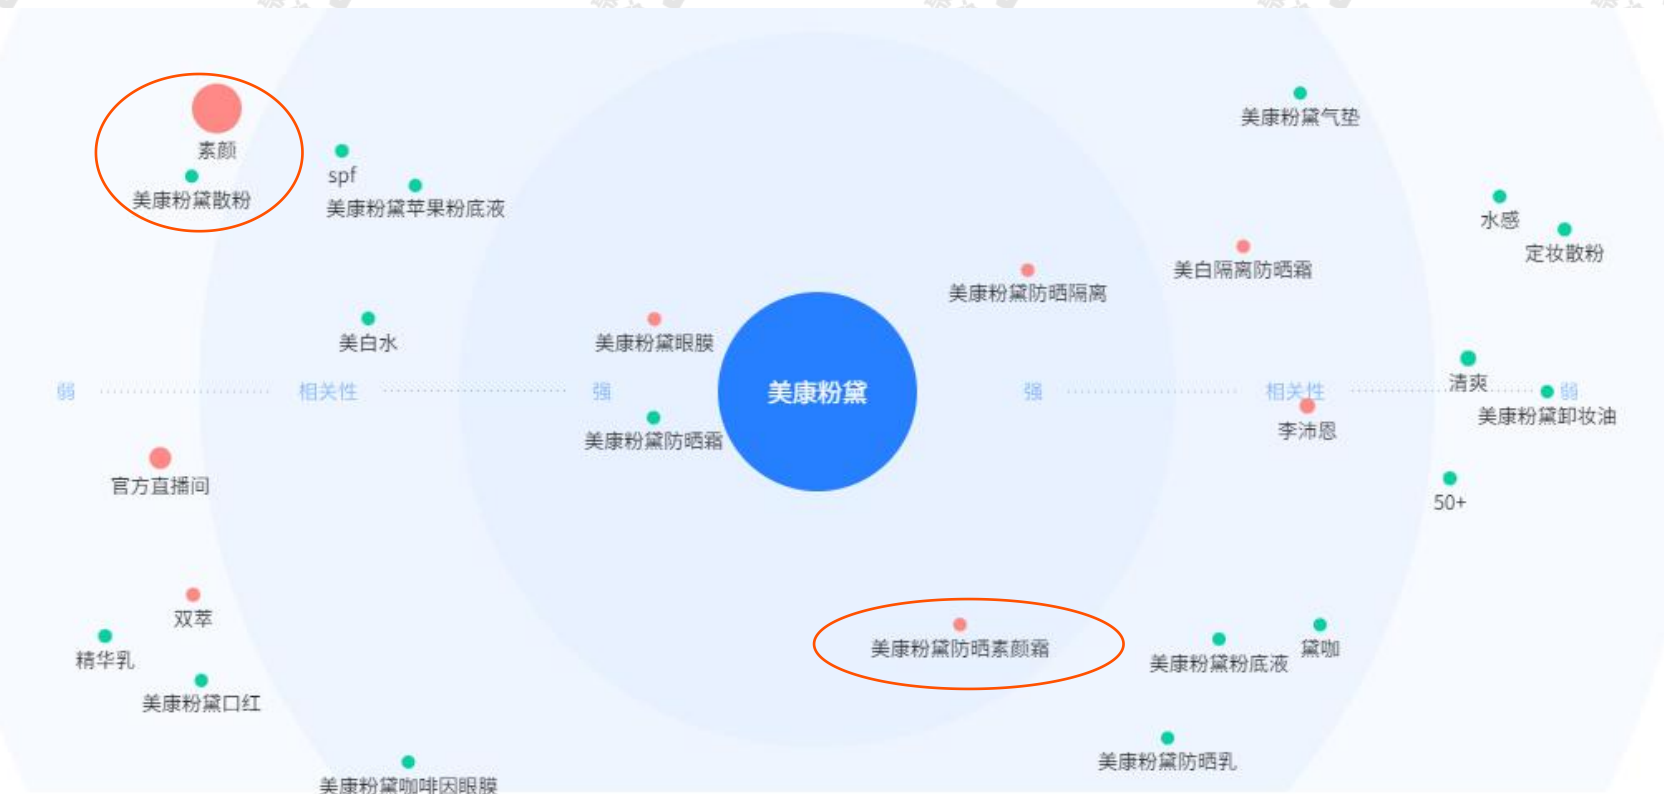 美康粉黛气垫
素颜
spf
美康粉黛散粉
美康粉黛苹果粉底液
水感
定妆散粉
美白隔离防晒霜
美康粉黛防晒隔离
美白水
美康粉黛眼膜
清爽
弱
相关性
强
美康粉黛
强
相关性
弱
美康粉黛卸妆油
李沛恩
美康粉黛防晒霜
官方直播间
50+
双萃
美康粉黛防晒素颜霜
黛咖
精华乳
美康粉黛粉底液
美康粉黛口红
美康粉黛防晒乳
美康粉黛咖啡因眼膜